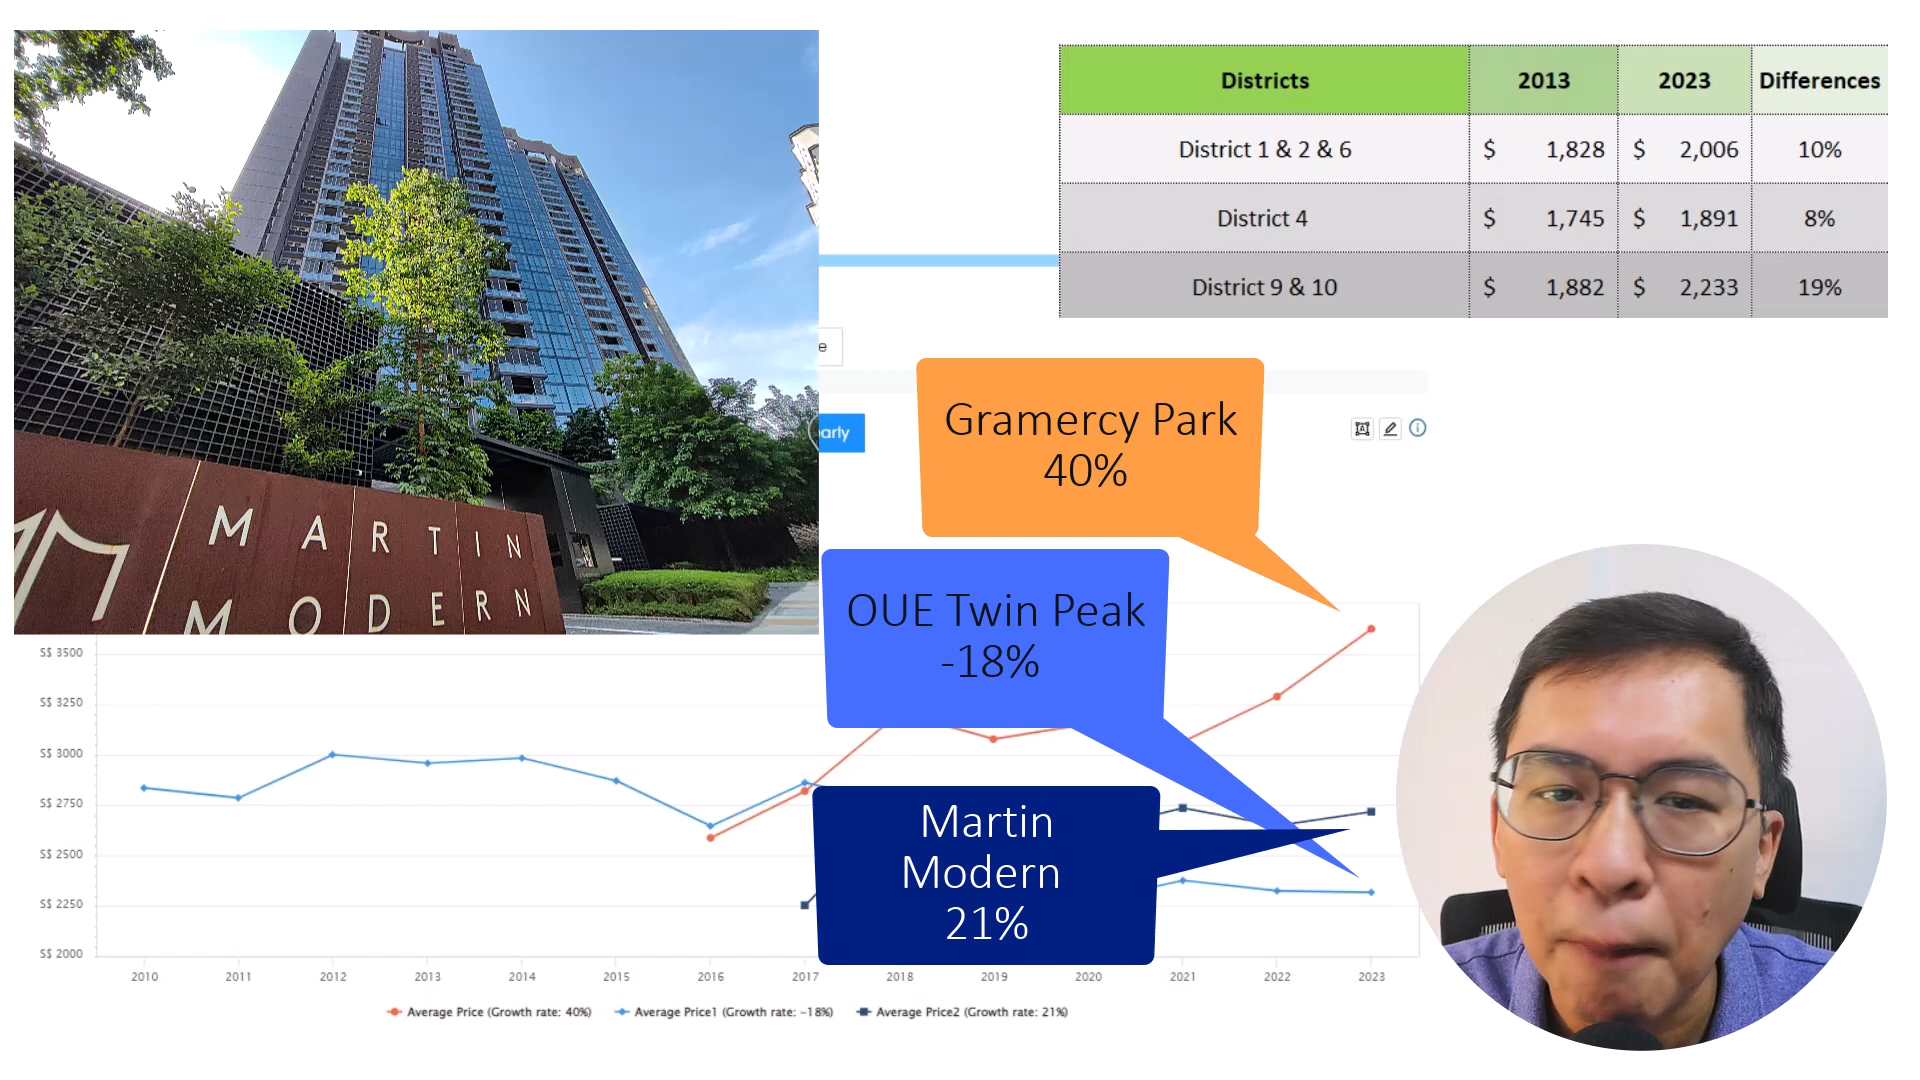 MARTIN
MODERN
Districts 2013 2023 Differences
District 1 & 2 & 6 $ 1,828 $ 2,006 10%
District 4 $ 1,745 $ 1,891 8%
District 9 & 10 $ 1,882 $ 2,233 19%
e
arly
Gramercy Park
40%
OUE Twin Peak
-18%
Martin
Modern
21%
S$ 3500
S$ 3250
S$ 3000
S$ 2750
S$ 2500
S$ 2250
S$ 2000
2010 2011 2012 2013 2014 2015 2016 2017 2018 2019 2020 2021 2022 2023
Average Price (Growth rate: 40%) Average Price1 (Growth rate: -18%) Average Price2 (Growth rate: 21%)